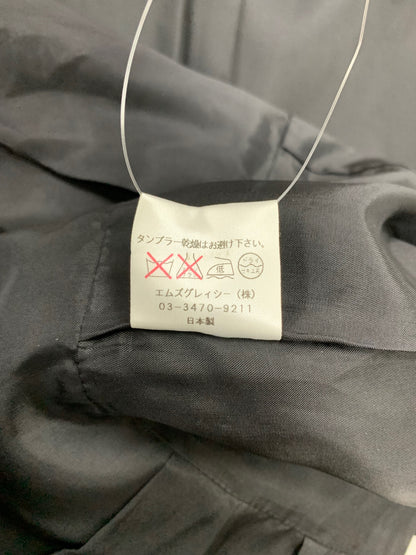 タンブラー乾燥はお避け下さい。
低
エムズグレイシー(株)
03-3470-9211
日本製